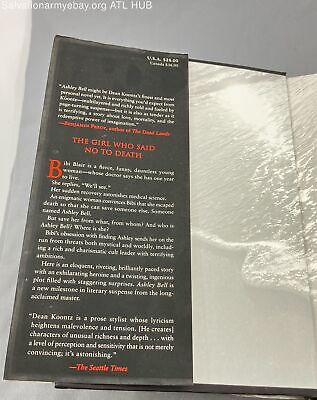 Salvationarmybay.org ATL HUB
U.S.A. $28.00
Canada $34.00
"Ashley Bell might be Dean Koontz's finest and most
personal novel yet. It is everything you'd expect from
Koontz—multilayered and richly told and fueled by
page-turning suspense—but it is also as tender as it
is terrifying, a story about love, mortality, and the
redemptive power of imagination."
—Benjamin Percy, author of The Dead Lands
THE GIRL WHO SAID
NO TO DEATH
Bibi Blair is a fierce, funny, dauntless young
woman—whose doctor says she has one year
to live.
She replies, "We'll see."
Her sudden recovery astonishes medical science.
An enigmatic woman convinces Bibi that she escaped
death so that she can save someone else. Someone
named Ashley Bell.
But save her from what, from whom? And who is
Ashley Bell? Where is she?
Bibi's obsession with finding Ashley sends her on the
run from threats both mystical and worldly, includ-
ing a rich and charismatic cult leader with terrifying
ambitions.
Here is an eloquent, riveting, brilliantly paced story
with an exhilarating heroine and a twisting, ingenious
plot filled with staggering surprises. Ashley Bell is
a new milestone in literary suspense from the long-
acclaimed master.
"Dean Koontz is a prose stylist whose lyricism
heightens malevolence and tension. [He creates]
characters of unusual richness and depth . . . with
a level of perception and sensitivity that is not merely
convincing; it's astonishing."
—The Seattle Times